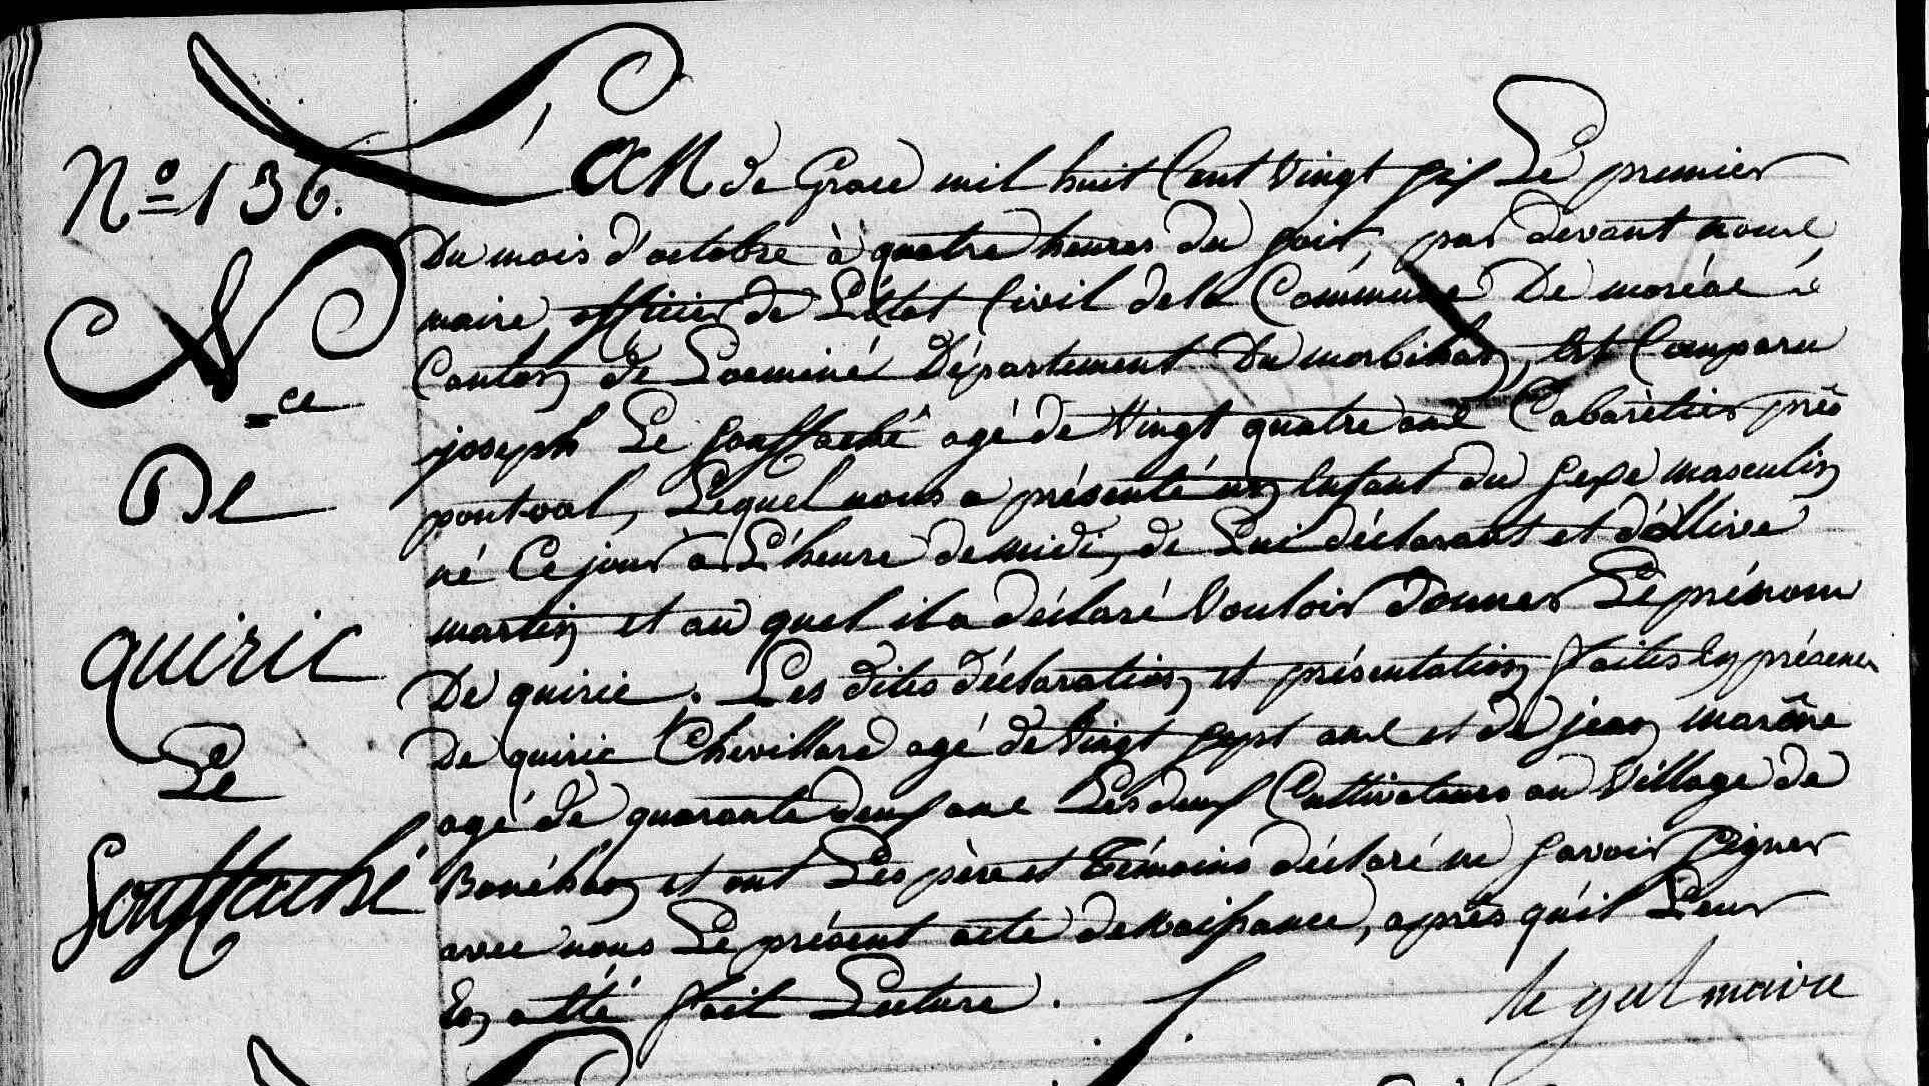 N.º 136.
N.ce
De
quiric
Le
Gouffaché
L'an de Grace mil huit Cent Vingt six Le premier
Du mois d'octobre à quatre heures du soir, par devant nous
maire officier de L'état Civil de la Commune De moréac
Canton de Locminé Département Du morbihan, Est Comparu
joseph Le Gouffaché agé de Vingt quatre ans Cabarétier près
pontval, Lequel nous a présenté un Enfant du sexe masculin
né Ce jour à L'heure de midi, de Lui déclarant et d'ollive
martin et au quel il a déclaré Vouloir Donner Le prénom
De quiric. Les dites déclaration et présentation faites En présence
De quiric Chevillard agé de Vingt sept ans et de jean
agé de quarante deux ans Les deux Cultivateurs au Village de
et ont Les père et Témoins déclaré ne savoir signer
avec nous Le présent acte de Naissance, après qu'il Leur
En a été fait Lecture.
le gal maire